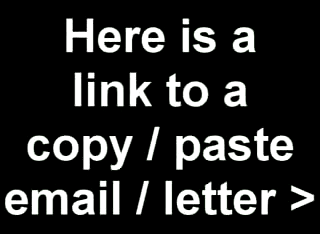 Here is a
link to a
copy / paste
email / letter >